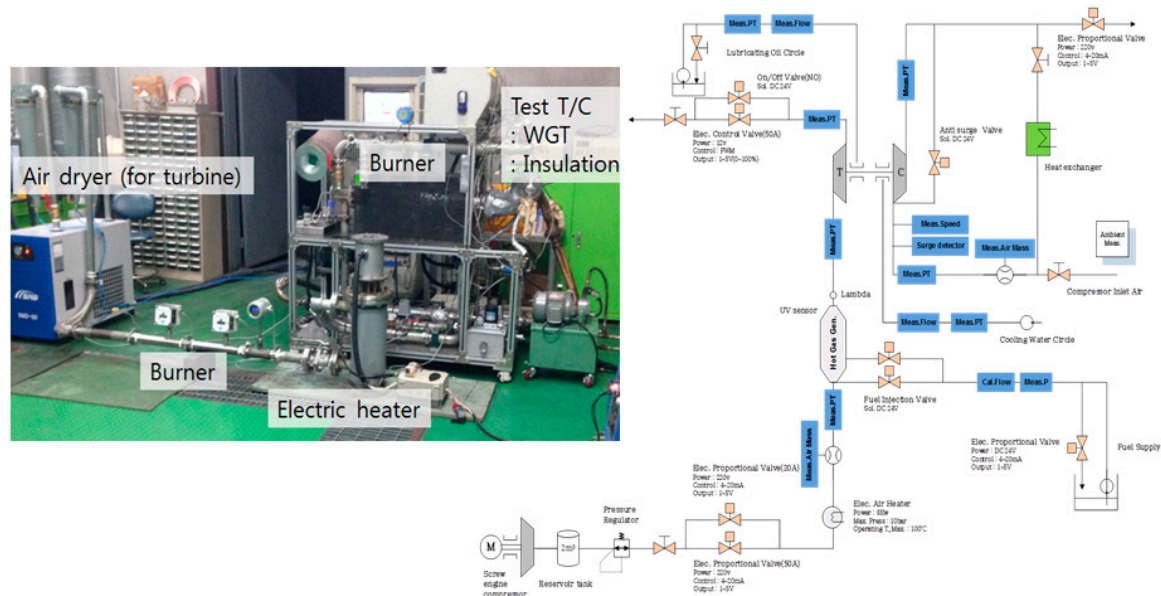 Air dryer (for turbine)
Burner
Test T/C
: WGT
: Insulation
Burner
Electric heater
Meas.PT
Meas.Flow
Lubricating Oil Circle
On/Off Valve(NO)
Sol. DC24V
Elec. Control Valve(50A)
Power : 12v
Control : PWM
Output : 1~5V(0~100%)
Meas.PT
T
C
Meas.PT
Elec. Proportional Valve
Power : 220v
Control : 4~20mA
Output : 1~5V
Anti surge Valve
Sol. DC 24V
Heat exchanger
Meas.Speed
Surge detector
Meas.Air Mass
Meas.PT
Ambient
Meas.
Compressor Inlet Air
Meas.PT
Lambda
UV sensor
Hot Gas Gen.
Meas.Flow
Meas.PT
Cooling Water Circle
Fuel Injection Valve
Sol. DC 24V
Cal.Flow
Meas.P
Meas.PT
Meas.Air Mass
Elec. Proportional Valve
Power : DC24V
Control : 4~20mA
Output : 1~5V
Fuel Supply
Elec. Proportional Valve(20A)
Power : 220v
Control : 4~20mA
Output : 1~5V
Elec. Air Heater
Max. Press : 10bar
Operating T_Max. : 100℃
Pressure
Regulator
M
Screw
engine
compremor
Reservoir tank
Elec. Proportional Valve(50A)
Power : 220v
Control : 4~20mA
Output : 1~5V